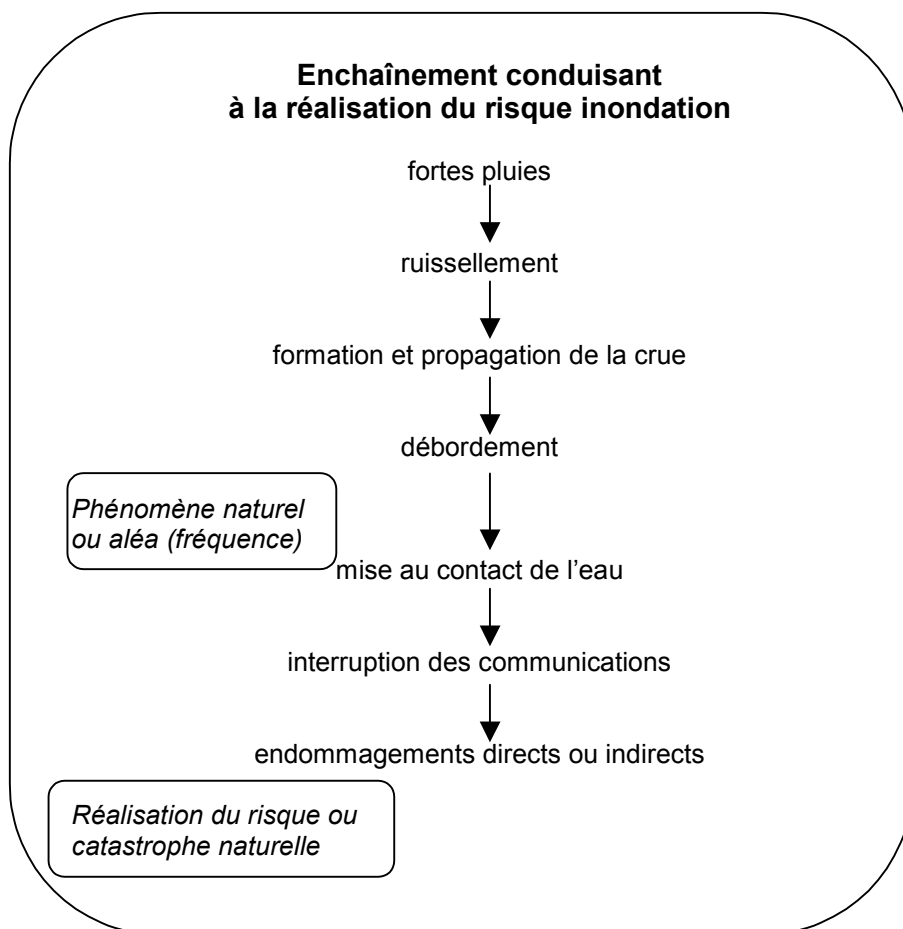 Enchaînement conduisant
à la réalisation du risque inondation
fortes pluies
ruissellement
formation et propagation de la crue
débordement
Phénomène naturel
ou aléa (fréquence)
mise au contact de l’eau
interruption des communications
endommagements directs ou indirects
Réalisation du risque ou
catastrophe naturelle